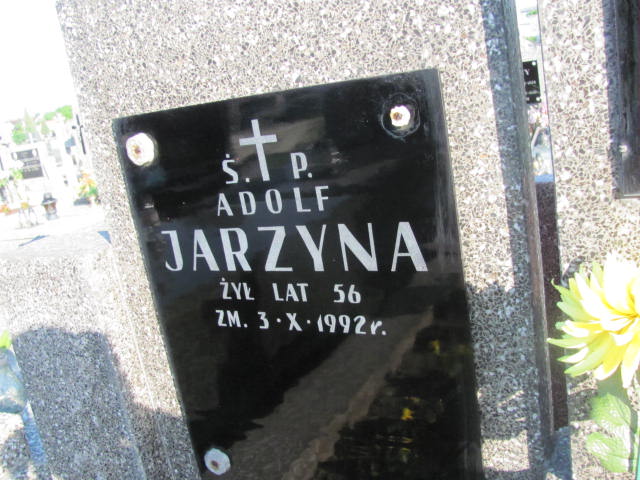 Ś. P.
ADOLF
JARZYNA
ŻYŁ LAT 56
ZM. 3·X·1992r.